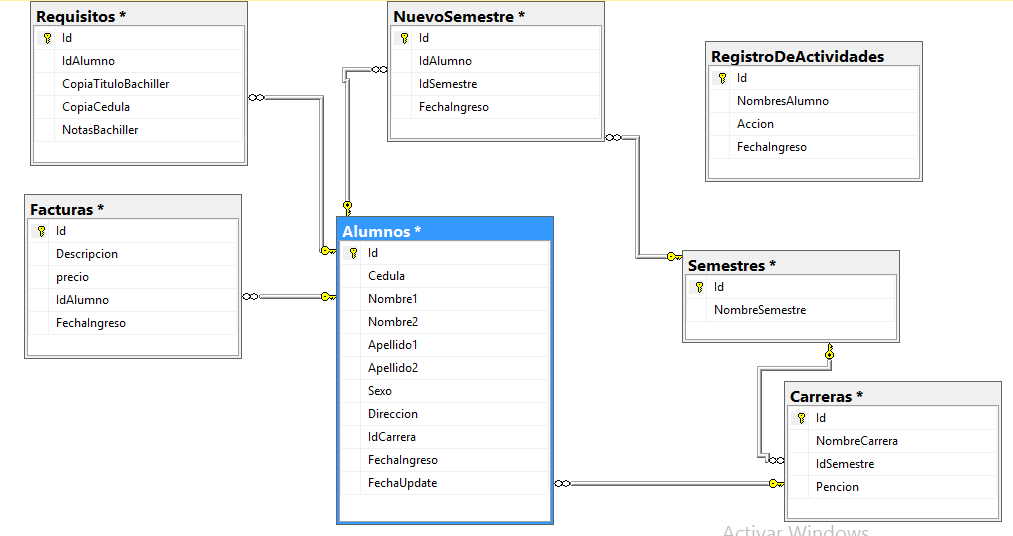 Requisitos *
Id
IdAlumno
CopiaTituloBachiller
CopiaCedula
NotasBachiller
NuevoSemestre *
Id
IdAlumno
IdSemestre
FechaIngreso
RegistroDeActividades
Id
NombresAlumno
Accion
FechaIngreso
Facturas *
Id
Descripcion
precio
IdAlumno
FechaIngreso
Alumnos *
Id
Cedula
Nombre1
Nombre2
Apellido1
Apellido2
Sexo
Direccion
IdCarrera
FechaIngreso
FechaUpdate
Semestres *
Id
NombreSemestre
Carreras *
Id
NombreCarrera
IdSemestre
Pencion
Activar Windows